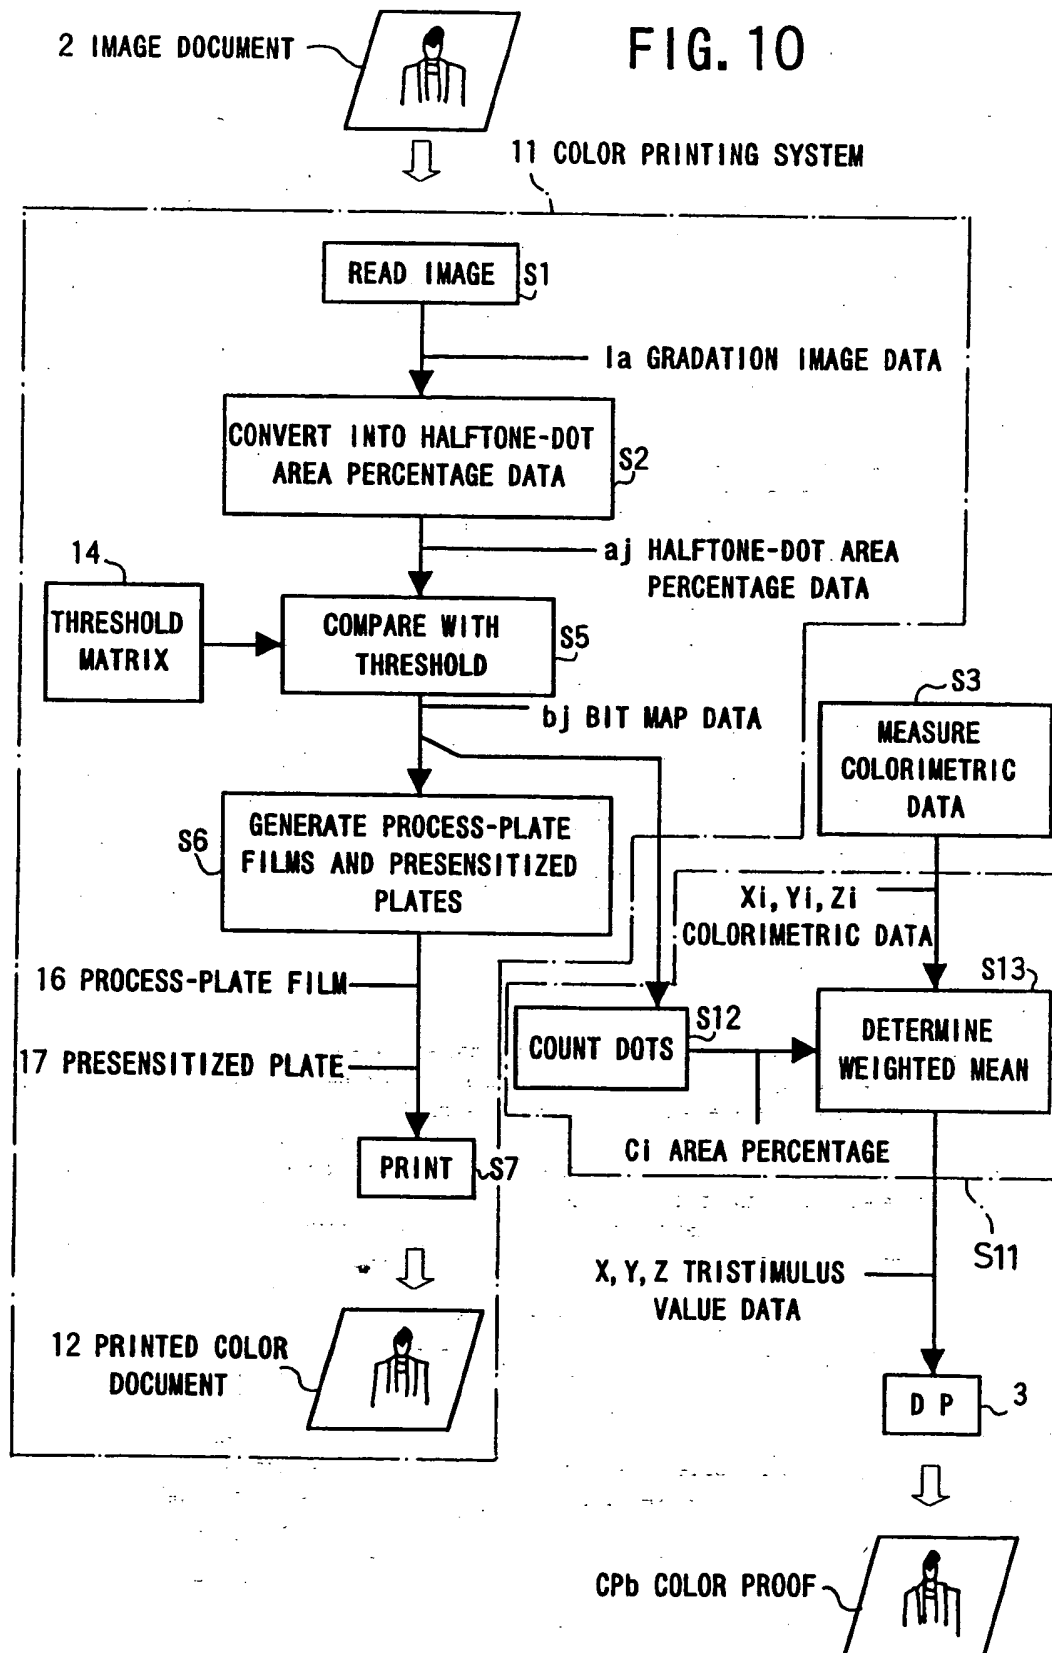 FIG. 10
2 IMAGE DOCUMENT
11 COLOR PRINTING SYSTEM
READ IMAGE
S1
Ia GRADATION IMAGE DATA
CONVERT INTO HALFTONE-DOT
AREA PERCENTAGE DATA
S2
aj HALFTONE-DOT AREA
PERCENTAGE DATA
14
THRESHOLD
MATRIX
COMPARE WITH
THRESHOLD
S5
bj BIT MAP DATA
S3
MEASURE
COLORIMETRIC
DATA
S6
GENERATE PROCESS-PLATE
FILMS AND PRESENSITIZED
PLATES
Xi, Yi, Zi
COLORIMETRIC DATA
16 PROCESS-PLATE FILM
S13
S12
COUNT DOTS
DETERMINE
WEIGHTED MEAN
17 PRESENSITIZED PLATE
Ci AREA PERCENTAGE
PRINT
S7
S11
X, Y, Z TRISTIMULUS
VALUE DATA
12 PRINTED COLOR
DOCUMENT
D P
3
CPb COLOR PROOF